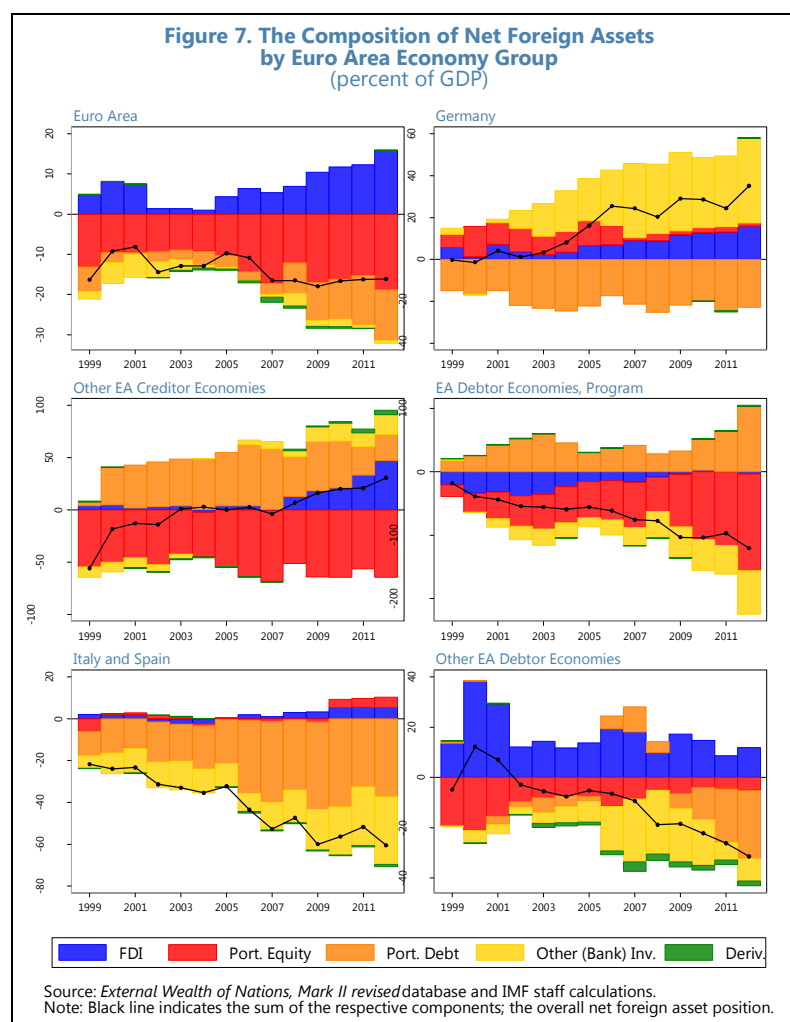 Figure 7. The Composition of Net Foreign Assets
by Euro Area Economy Group
(percent of GDP)
Euro Area
20
10
0
-10
-20
-30
1999 2001 2003 2005 2007 2009 2011
Germany
60
40
20
0
-20
-40
1999 2001 2003 2005 2007 2009 2011
Other EA Creditor Economies
100
50
0
-50
-100
1999 2001 2003 2005 2007 2009 2011
EA Debtor Economies, Program
100
0
-100
-200
1999 2001 2003 2005 2007 2009 2011
Italy and Spain
20
0
-20
-40
-60
-80
1999 2001 2003 2005 2007 2009 2011
Other EA Debtor Economies
40
20
0
-20
-40
1999 2001 2003 2005 2007 2009 2011
FDI Port. Equity Port. Debt Other (Bank) Inv. Deriv.
Source: External Wealth of Nations, Mark II revised database and IMF staff calculations.
Note: Black line indicates the sum of the respective components; the overall net foreign asset position.